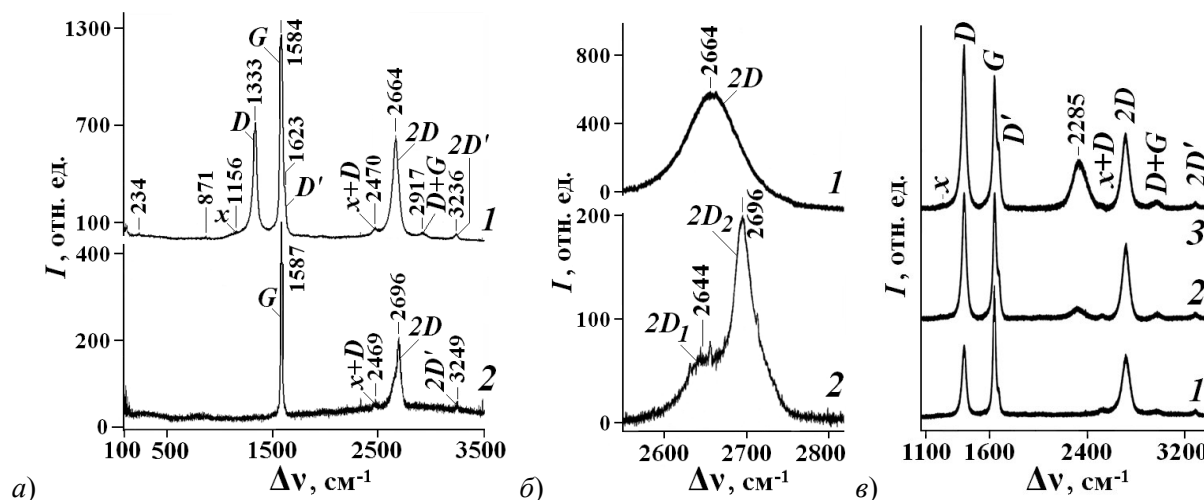 1300
700
100
400
200
0
I, отн. ед.
234
871
x
1156
D
1333
G
1584
1623
D'
x+D
2470
2664
2D
2917
D+G
3236
2D'
1
G
1587
x+D
2469
2696
2D
2D'
3249
2
100 500 1500 2500 3500
Δν, см⁻¹
а)
800
400
0
200
100
0
I, отн. ед.
2664
2D
1
2D₂
2696
2D₁
2644
2
2600 2700 2800
Δν, см⁻¹
б)
I, отн. ед.
x
D
G
D'
2285
x+D
2D
D+G
2D'
3
2
1
1100 1600 2400 3200
Δν, см⁻¹
в)